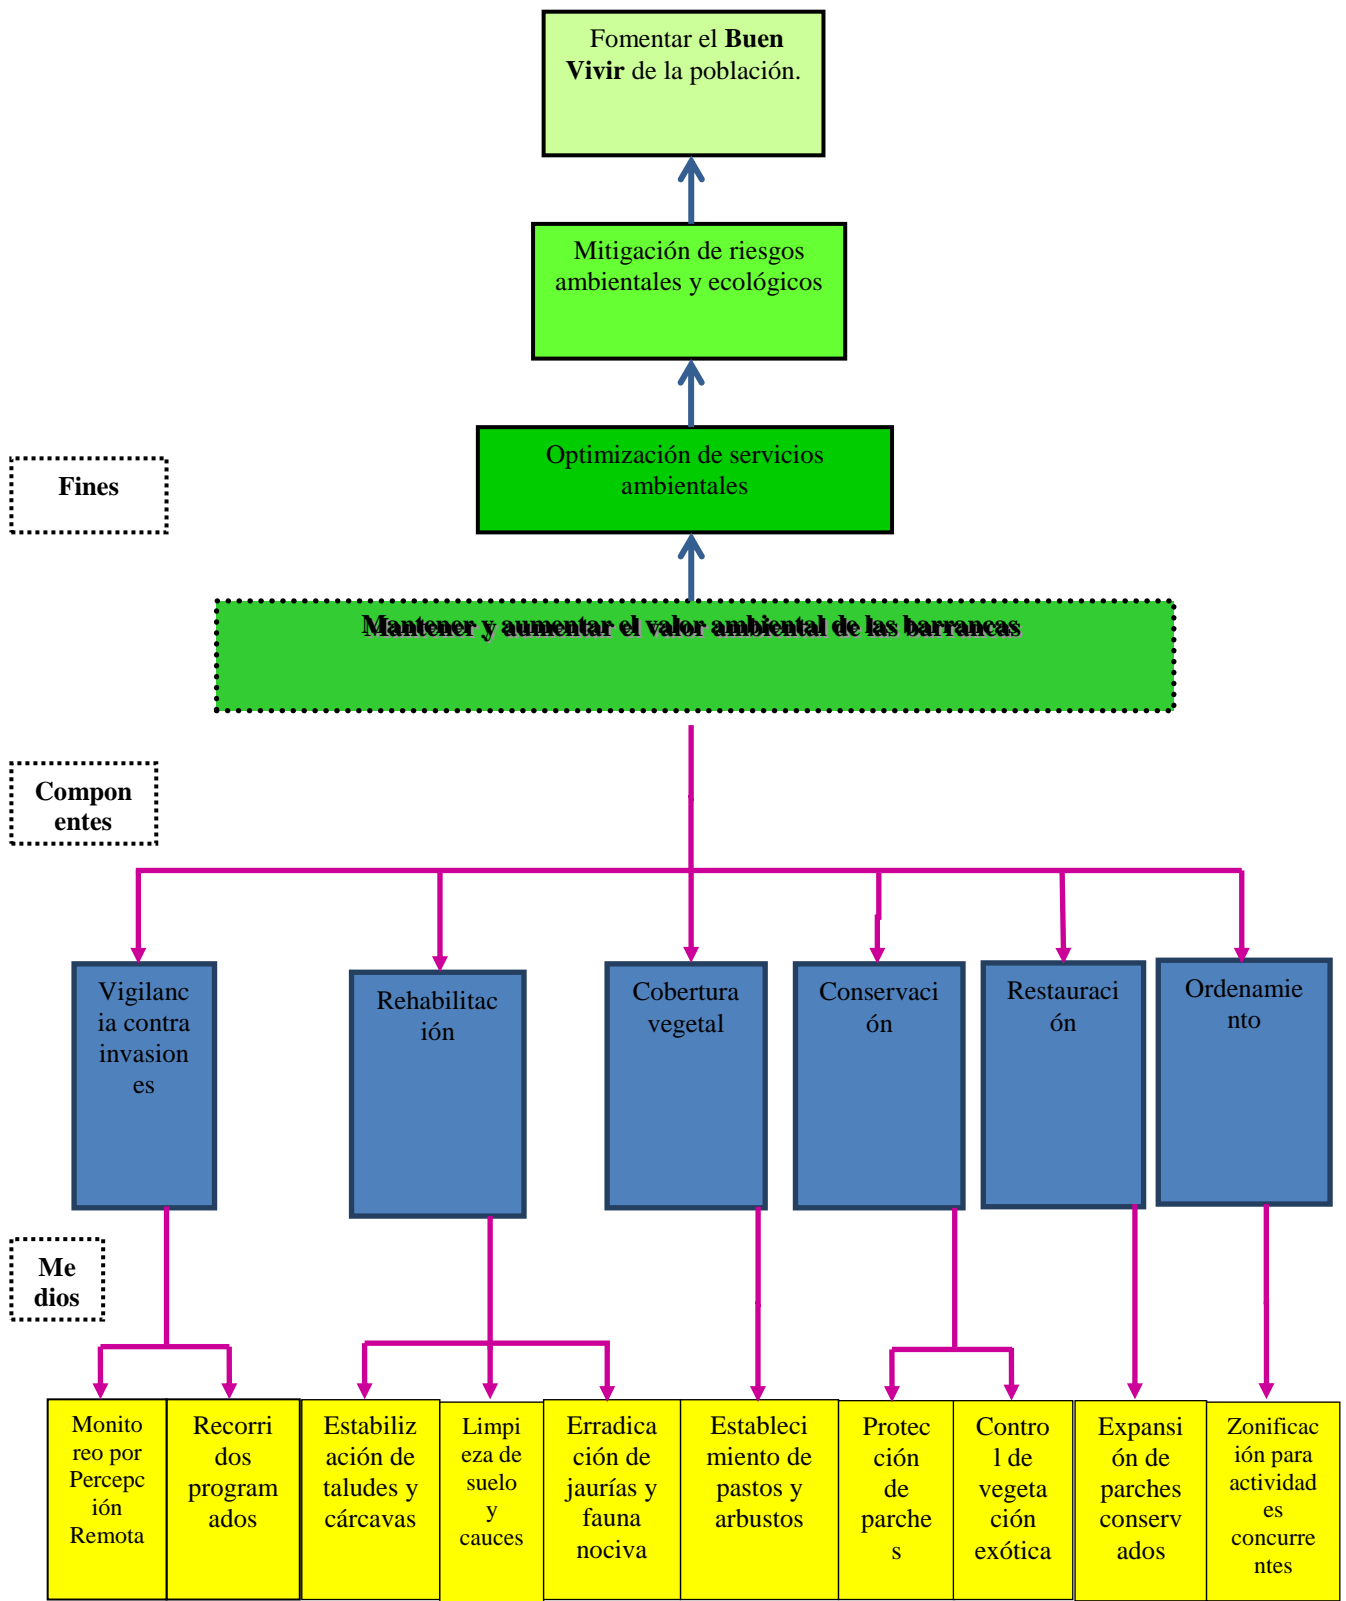 Fomentar el Buen
Vivir de la población.
Mitigación de riesgos
ambientales y ecológicos
Optimización de servicios
ambientales
Fines
Mantener y aumentar el valor ambiental de las barrancas
Compon
entes
Vigilanc
ia contra
invasion
es
Rehabilitac
ión
Cobertura
vegetal
Conservaci
ón
Restauraci
ón
Ordenamie
nto
Me
dios
Monito
reo por
Percepc
ión
Remota
Recorri
dos
program
ados
Estabiliz
ación de
taludes y
cárcavas
Limpi
eza de
suelo
y
cauces
Erradica
ción de
jaurías y
fauna
nociva
Estableci
miento de
pastos y
arbustos
Protec
ción
de
parche
s
Contro
l de
vegeta
ción
exótica
Expansi
ón de
parches
conserv
ados
Zonificac
ión para
actividad
es
concurre
ntes